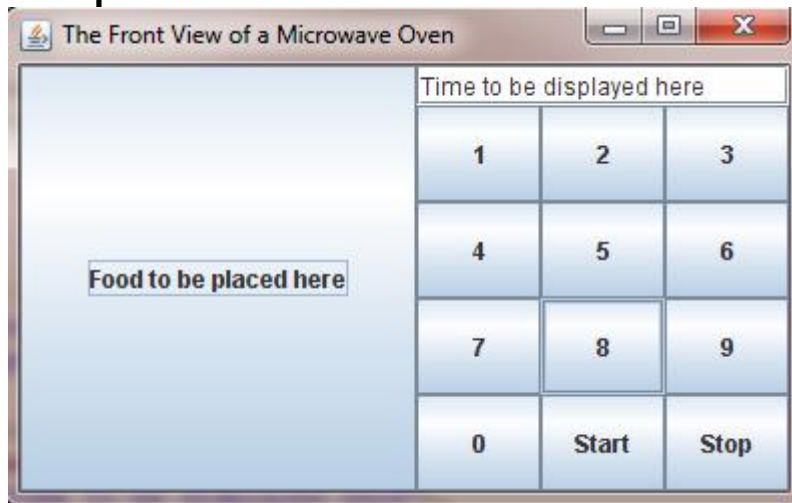 The Front View of a Microwave Oven
Time to be displayed here
1 2 3
4 5 6
Food to be placed here
7 8 9
0 Start Stop